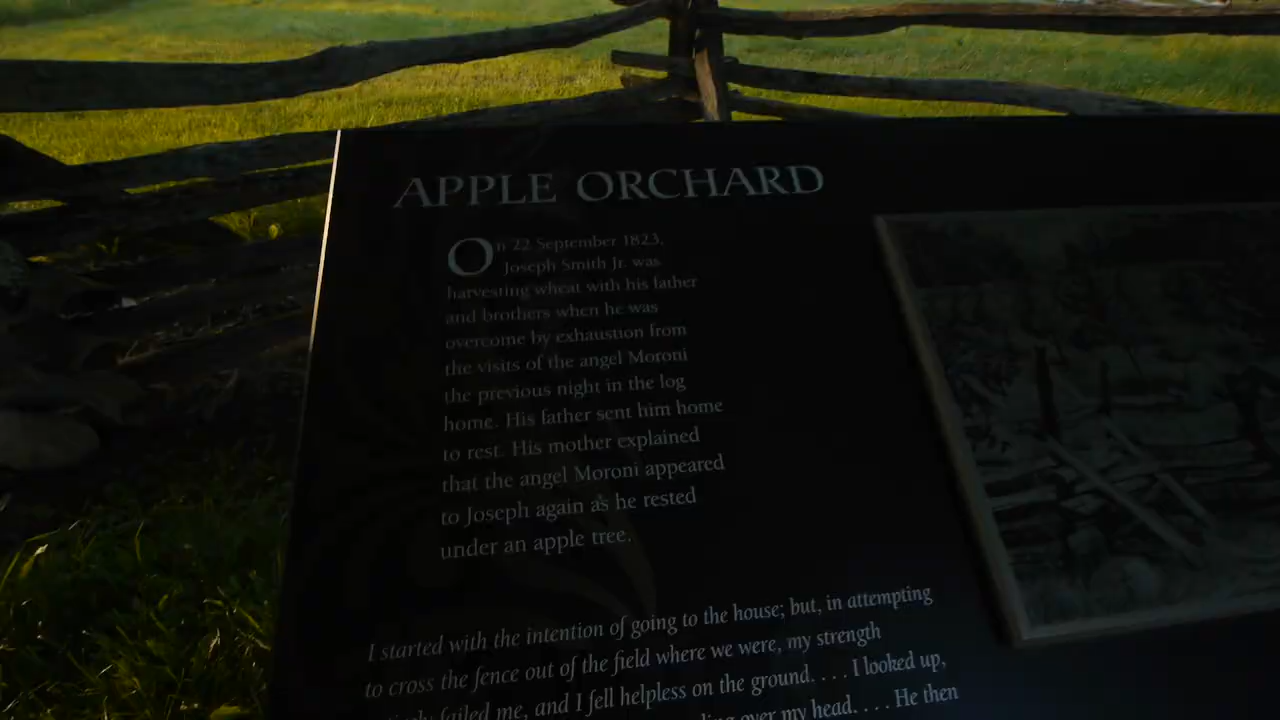 APPLE ORCHARD
On 22 September 1823,
Joseph Smith Jr. was
harvesting wheat with his father
and brothers when he was
overcome by exhaustion from
the visits of the angel Moroni
the previous night in the log
home. His father sent him home
to rest. His mother explained
that the angel Moroni appeared
to Joseph again as he rested
under an apple tree.
I started with the intention of going to the house; but, in attempting
to cross the fence out of the field where we were, my strength
failed me, and I fell helpless on the ground. . . . I looked up,
over my head. . . . He then